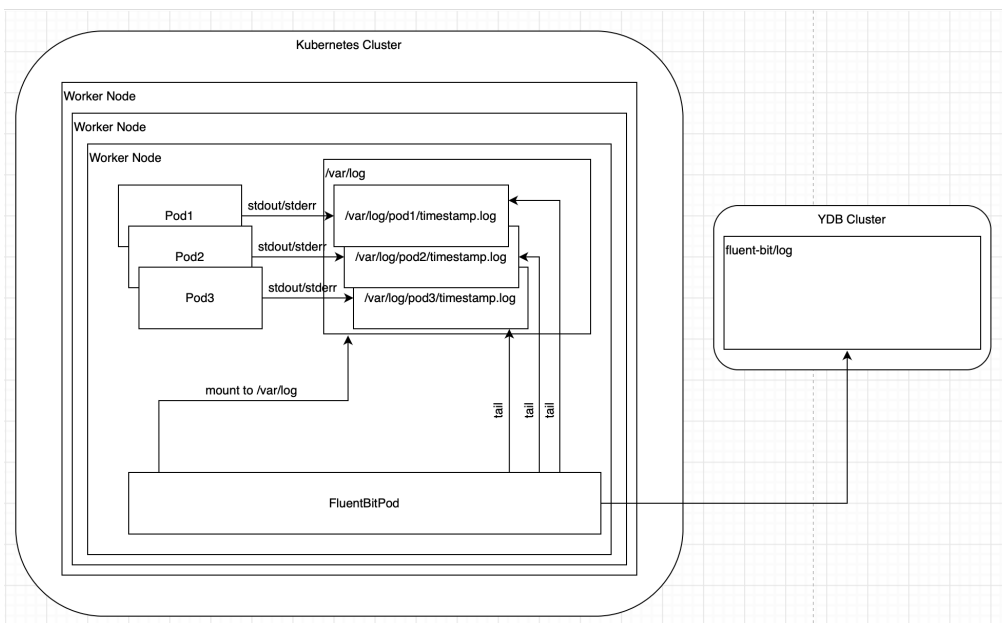 Kubernetes Cluster
Worker Node
Worker Node
Worker Node
/var/log
Pod1
stdout/stderr
/var/log/pod1/timestamp.log
Pod2
stdout/stderr
/var/log/pod2/timestamp.log
Pod3
stdout/stderr
/var/log/pod3/timestamp.log
mount to /var/log
tail
tail
tail
FluentBitPod
YDB Cluster
fluent-bit/log